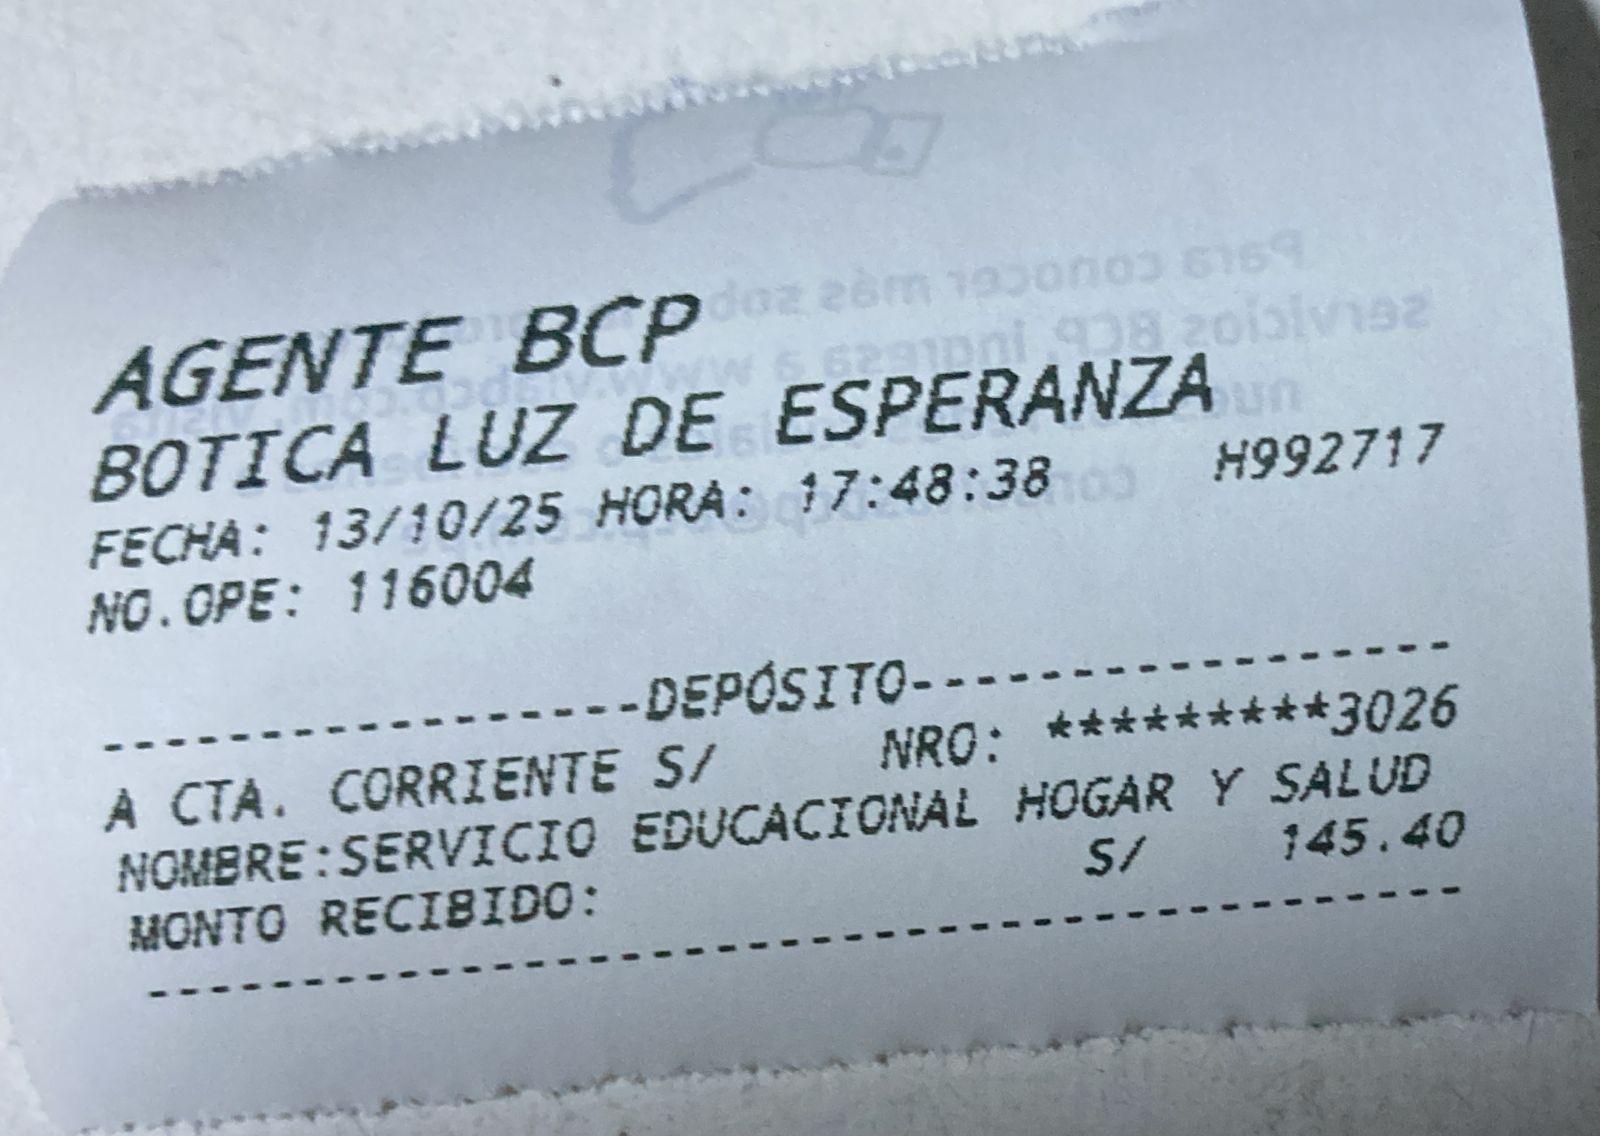 AGENTE BCP
BOTICA LUZ DE ESPERANZA
FECHA: 13/10/25 HORA: 17:48:38 H992717
NO.OPE: 116004
-----------------DEPÓSITO-----------------
A CTA. CORRIENTE S/ NRO: *********3026
NOMBRE:SERVICIO EDUCACIONAL HOGAR Y SALUD
MONTO RECIBIDO: S/ 145.40
------------------------------------------